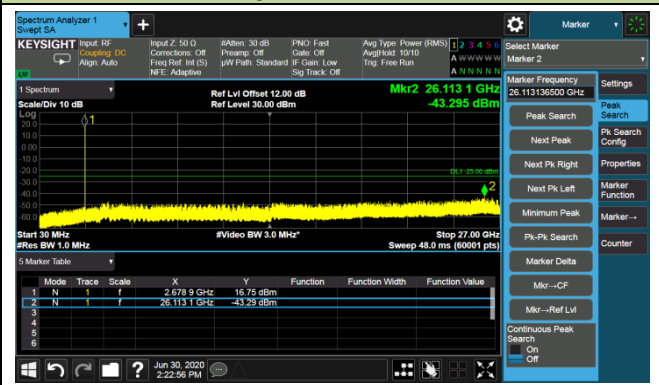 Spectrum Analyzer 1
Swept SA
Marker
KEYSIGHT Input: RF Input Z: 50 Ω #Atten: 30 dB PNO: Fast Avg Type: Power (RMS) 1 2 3 4 5 6
Coupling: DC Corrections: Off Preamp: Off Gate: Off Avg|Hold: 10/10 A W W W W W
Align: Auto Freq Ref: Int (S) µW Path: Standard IF Gain: Low Trig: Free Run
NFE: Adaptive Sig Track: Off A N N N N N
Select Marker
Marker 2
1 Spectrum
Scale/Div 10 dB
Ref Lvl Offset 12.00 dB
Ref Level 30.00 dBm
Mkr2 26.113 1 GHz
-43.295 dBm
Log
20.0
10.0
0.00
-10.0
-20.0
-30.0
-40.0
-50.0
-60.0
1
DL1 -25.00 dBm
2
Start 30 MHz #Video BW 3.0 MHz* Stop 27.00 GHz
#Res BW 1.0 MHz Sweep 48.0 ms (60001 pts)
5 Marker Table
Mode Trace Scale X Y Function Function Width Function Value
1 N 1 f 2.678 9 GHz 16.75 dBm
2 N 1 f 26.113 1 GHz -43.29 dBm
3
4
5
6
Jun 30, 2020
2:22:56 PM
Marker Frequency
26.113136500 GHz
Peak Search
Next Peak
Next Pk Right
Next Pk Left
Minimum Peak
Pk-Pk Search
Marker Delta
Mkr→CF
Mkr→Ref Lvl
Continuous Peak
Search
On
Off
Settings
Peak
Search
Pk Search
Config
Properties
Marker
Function
Marker→
Counter